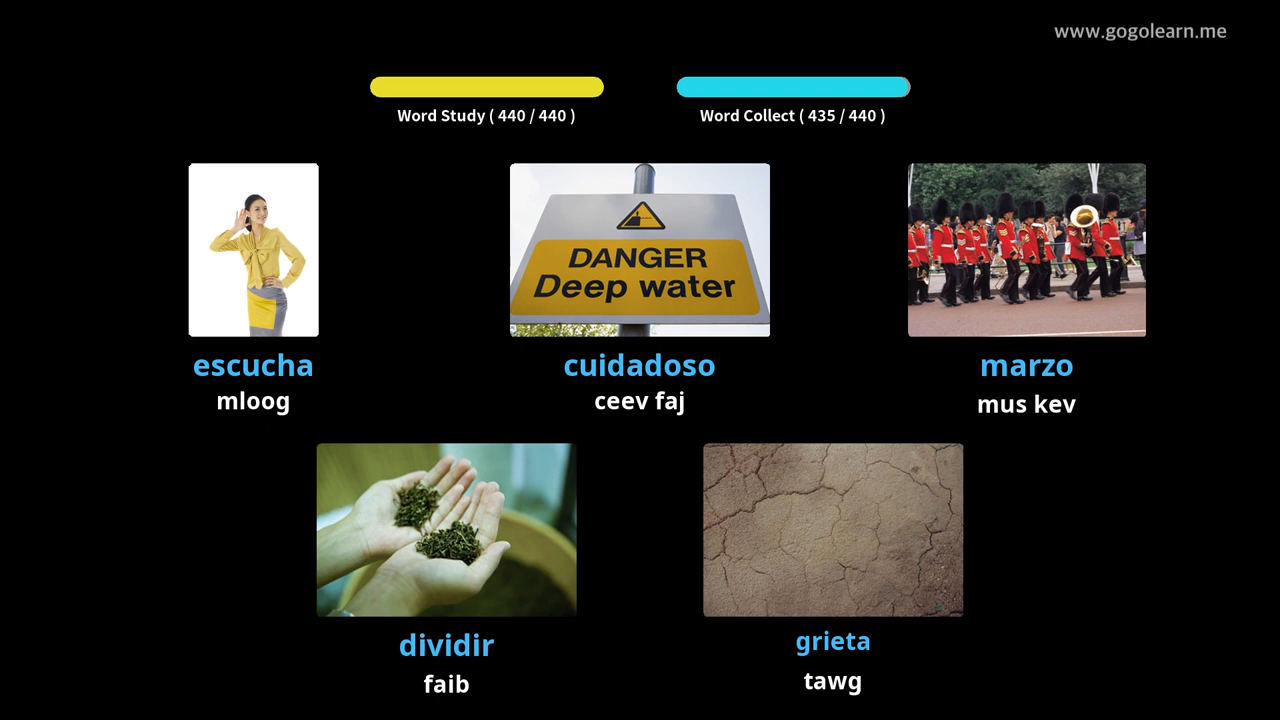 www.gogolearn.me
Word Study ( 440 / 440 )
Word Collect ( 435 / 440 )
DANGER
Deep water
escucha
mloog
cuidadoso
ceev faj
marzo
mus kev
dividir
faib
grieta
tawg